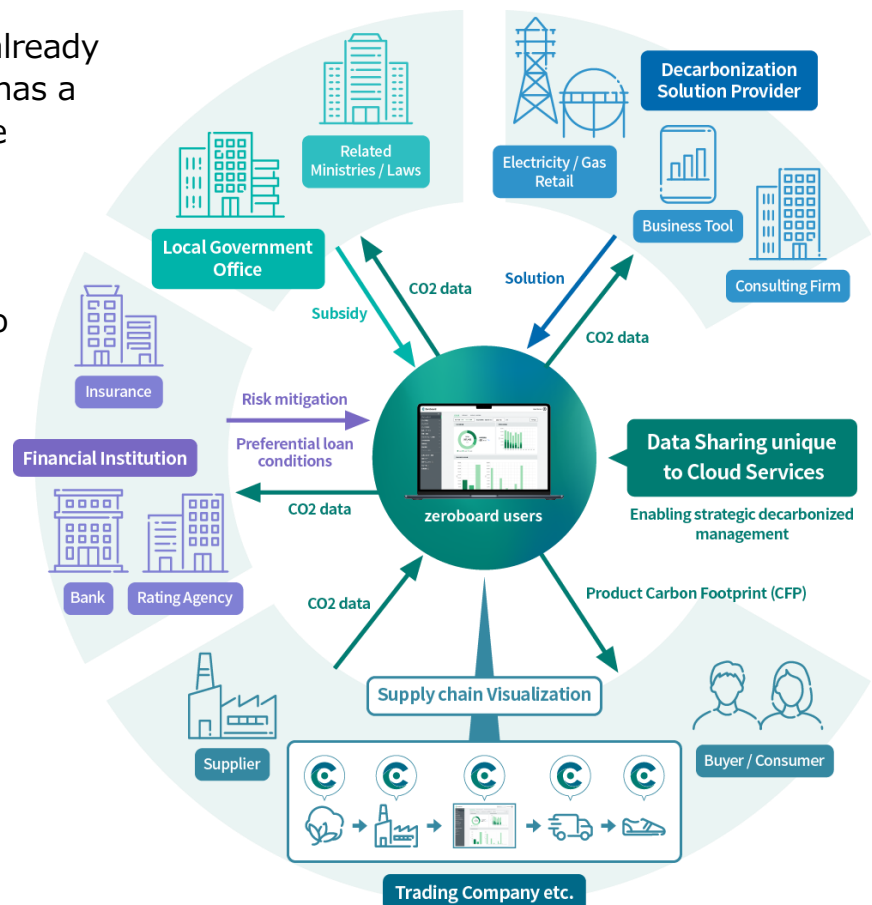 already
has a
e
o
Related
Ministries / Laws
Local Government
Office
Decarbonization
Solution Provider
Electricity / Gas
Retail
Business Tool
Consulting Firm
Subsidy
CO2 data
Solution
CO2 data
Insurance
Financial Institution
Bank
Rating Agency
Risk mitigation
Preferential loan
conditions
CO2 data
zeroboard users
Data Sharing unique
to Cloud Services
Enabling strategic decarbonized
management
CO2 data
Product Carbon Footprint (CFP)
Supply chain Visualization
Supplier
Buyer / Consumer
Trading Company etc.